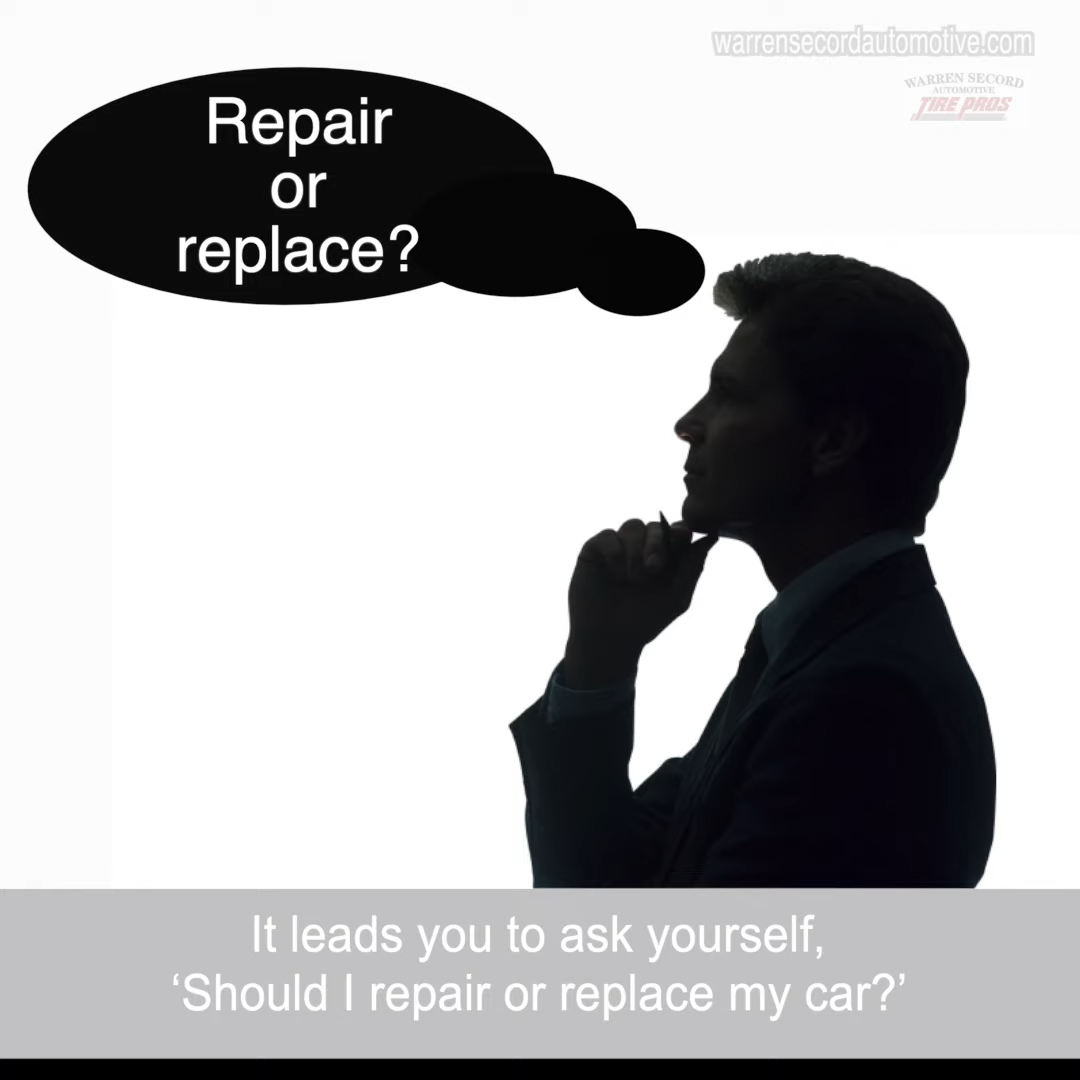 warrensecordautomotive.com
WARREN SECORD
AUTOMOTIVE
TIRE PROS
Repair
or
replace?
It leads you to ask yourself,
‘Should I repair or replace my car?’